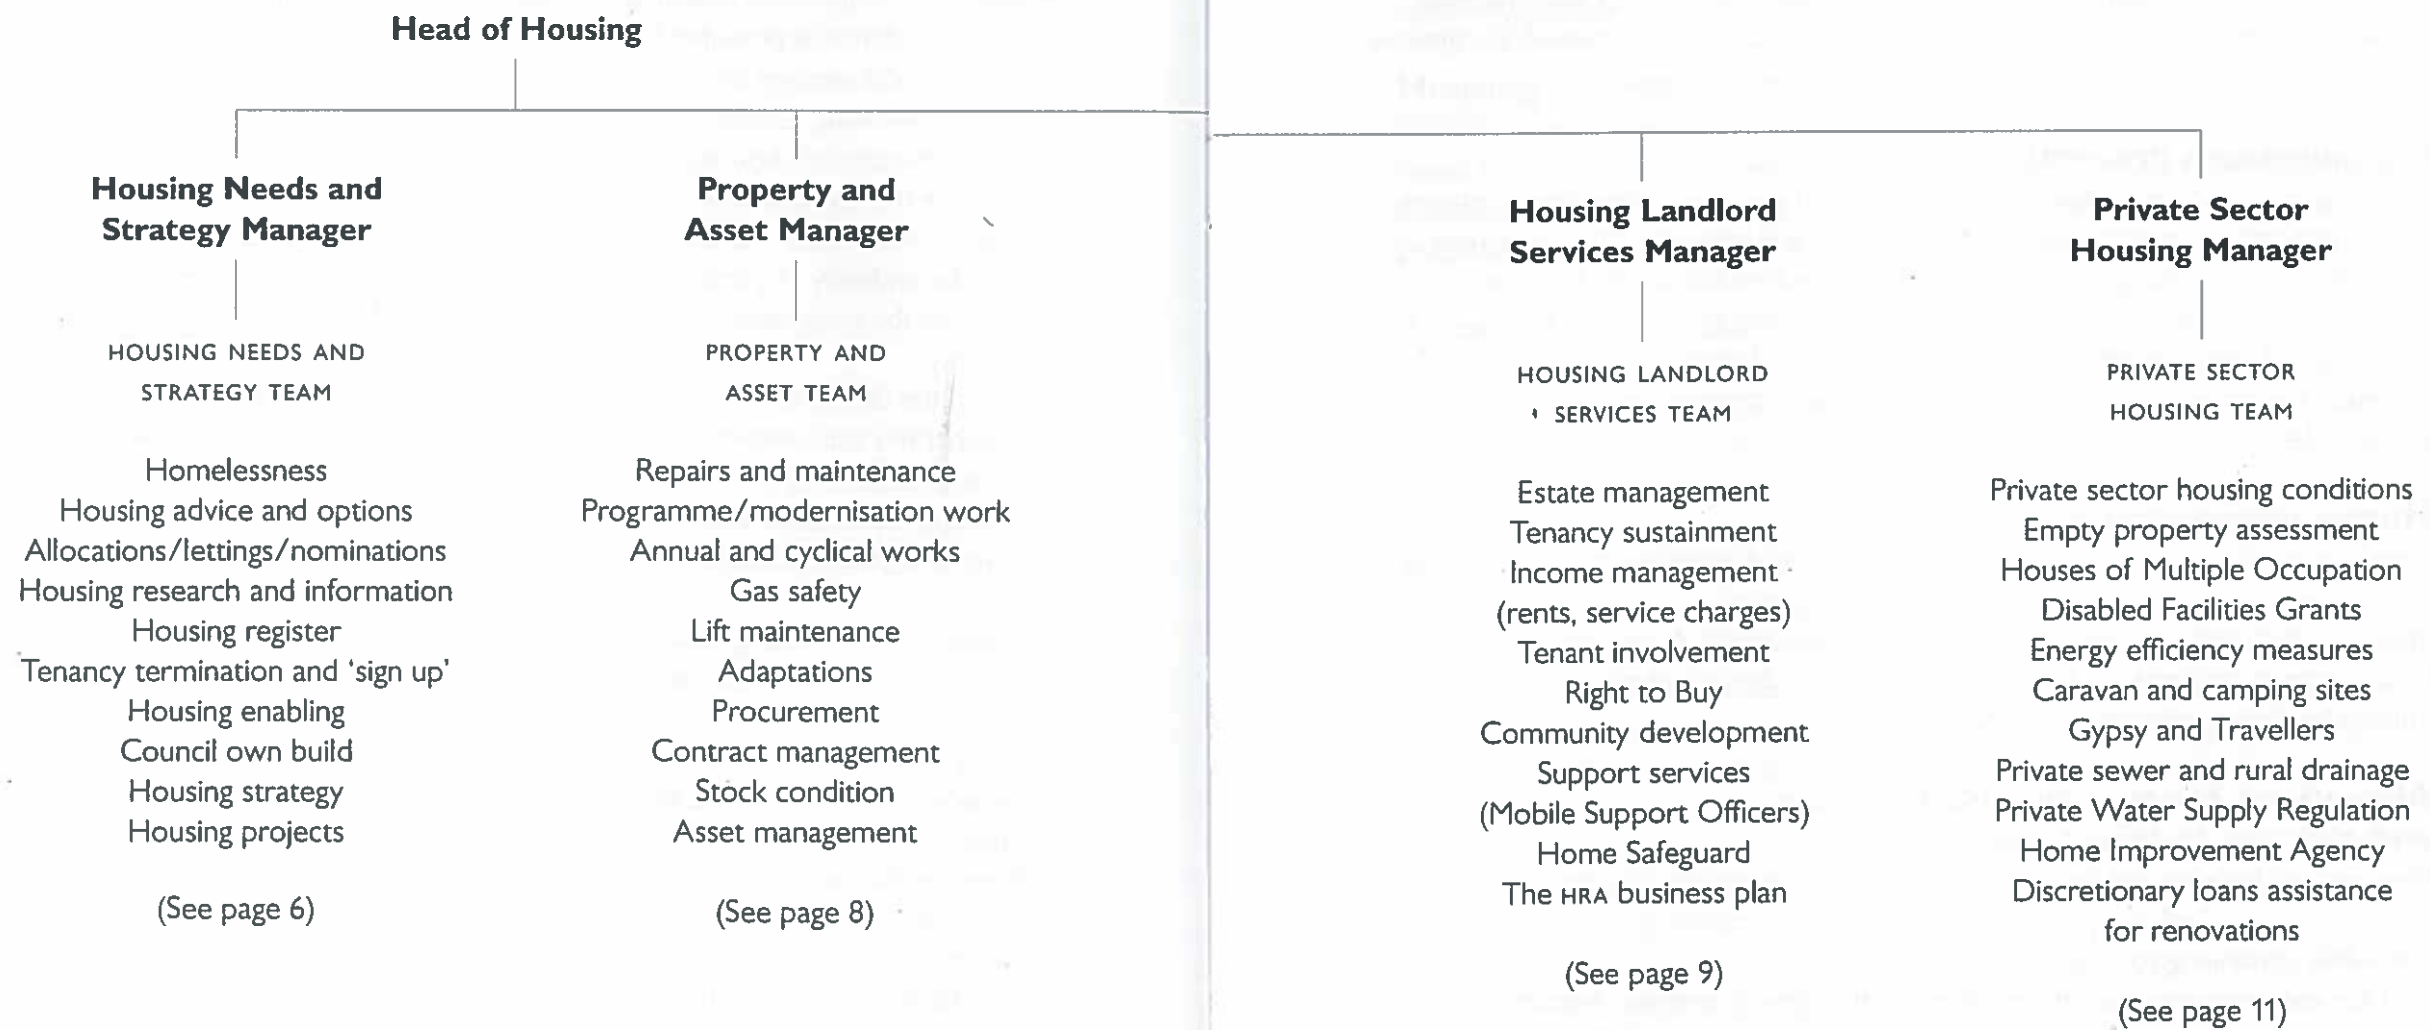 Head of Housing
Housing Needs and
Strategy Manager
HOUSING NEEDS AND
STRATEGY TEAM
Homelessness
Housing advice and options
Allocations/lettings/nominations
Housing research and information
Housing register
Tenancy termination and ‘sign up’
Housing enabling
Council own build
Housing strategy
Housing projects
(See page 6)
Property and
Asset Manager
PROPERTY AND
ASSET TEAM
Repairs and maintenance
Programme/modernisation work
Annual and cyclical works
Gas safety
Lift maintenance
Adaptations
Procurement
Contract management
Stock condition
Asset management
(See page 8)
Housing Landlord
Services Manager
HOUSING LANDLORD
SERVICES TEAM
Estate management
Tenancy sustainment
Income management
(rents, service charges)
Tenant involvement
Right to Buy
Community development
Support services
(Mobile Support Officers)
Home Safeguard
The HRA business plan
(See page 9)
Private Sector
Housing Manager
PRIVATE SECTOR
HOUSING TEAM
Private sector housing conditions
Empty property assessment
Houses of Multiple Occupation
Disabled Facilities Grants
Energy efficiency measures
Caravan and camping sites
Gypsy and Travellers
Private sewer and rural drainage
Private Water Supply Regulation
Home Improvement Agency
Discretionary loans assistance
for renovations
(See page 11)